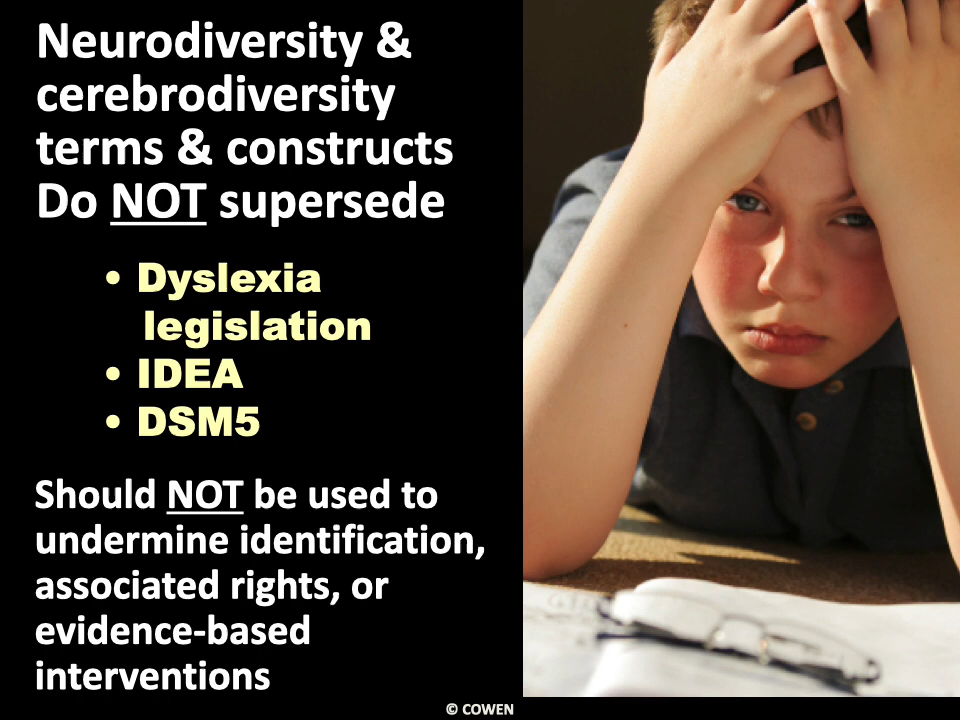 Neurodiversity &
cerebrodiversity
terms & constructs
Do NOT supersede
• Dyslexia
legislation
• IDEA
• DSM5
Should NOT be used to
undermine identification,
associated rights, or
evidence-based
interventions
© COWEN